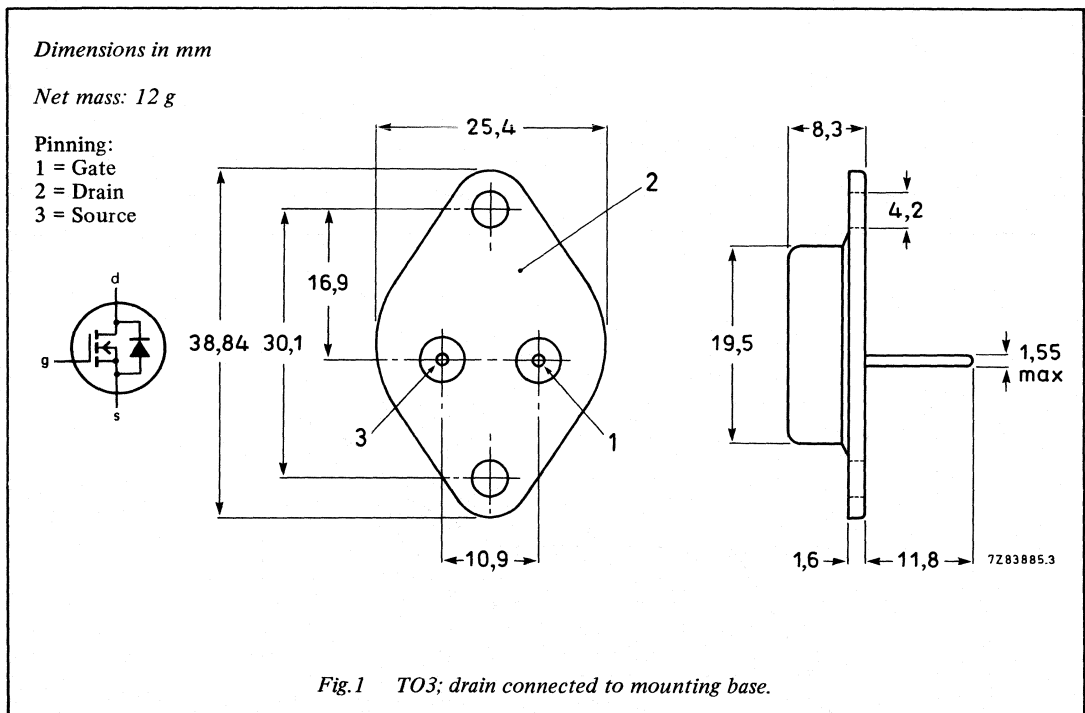 Dimensions in mm
Net mass: 12 g
Pinning:
1 = Gate
2 = Drain
3 = Source
d
g
s
25,4
2
16,9
38,84
30,1
3
1
10,9
8,3
4,2
19,5
1,55
max
1,6
11,8
7Z83885.3
Fig.1 TO3; drain connected to mounting base.